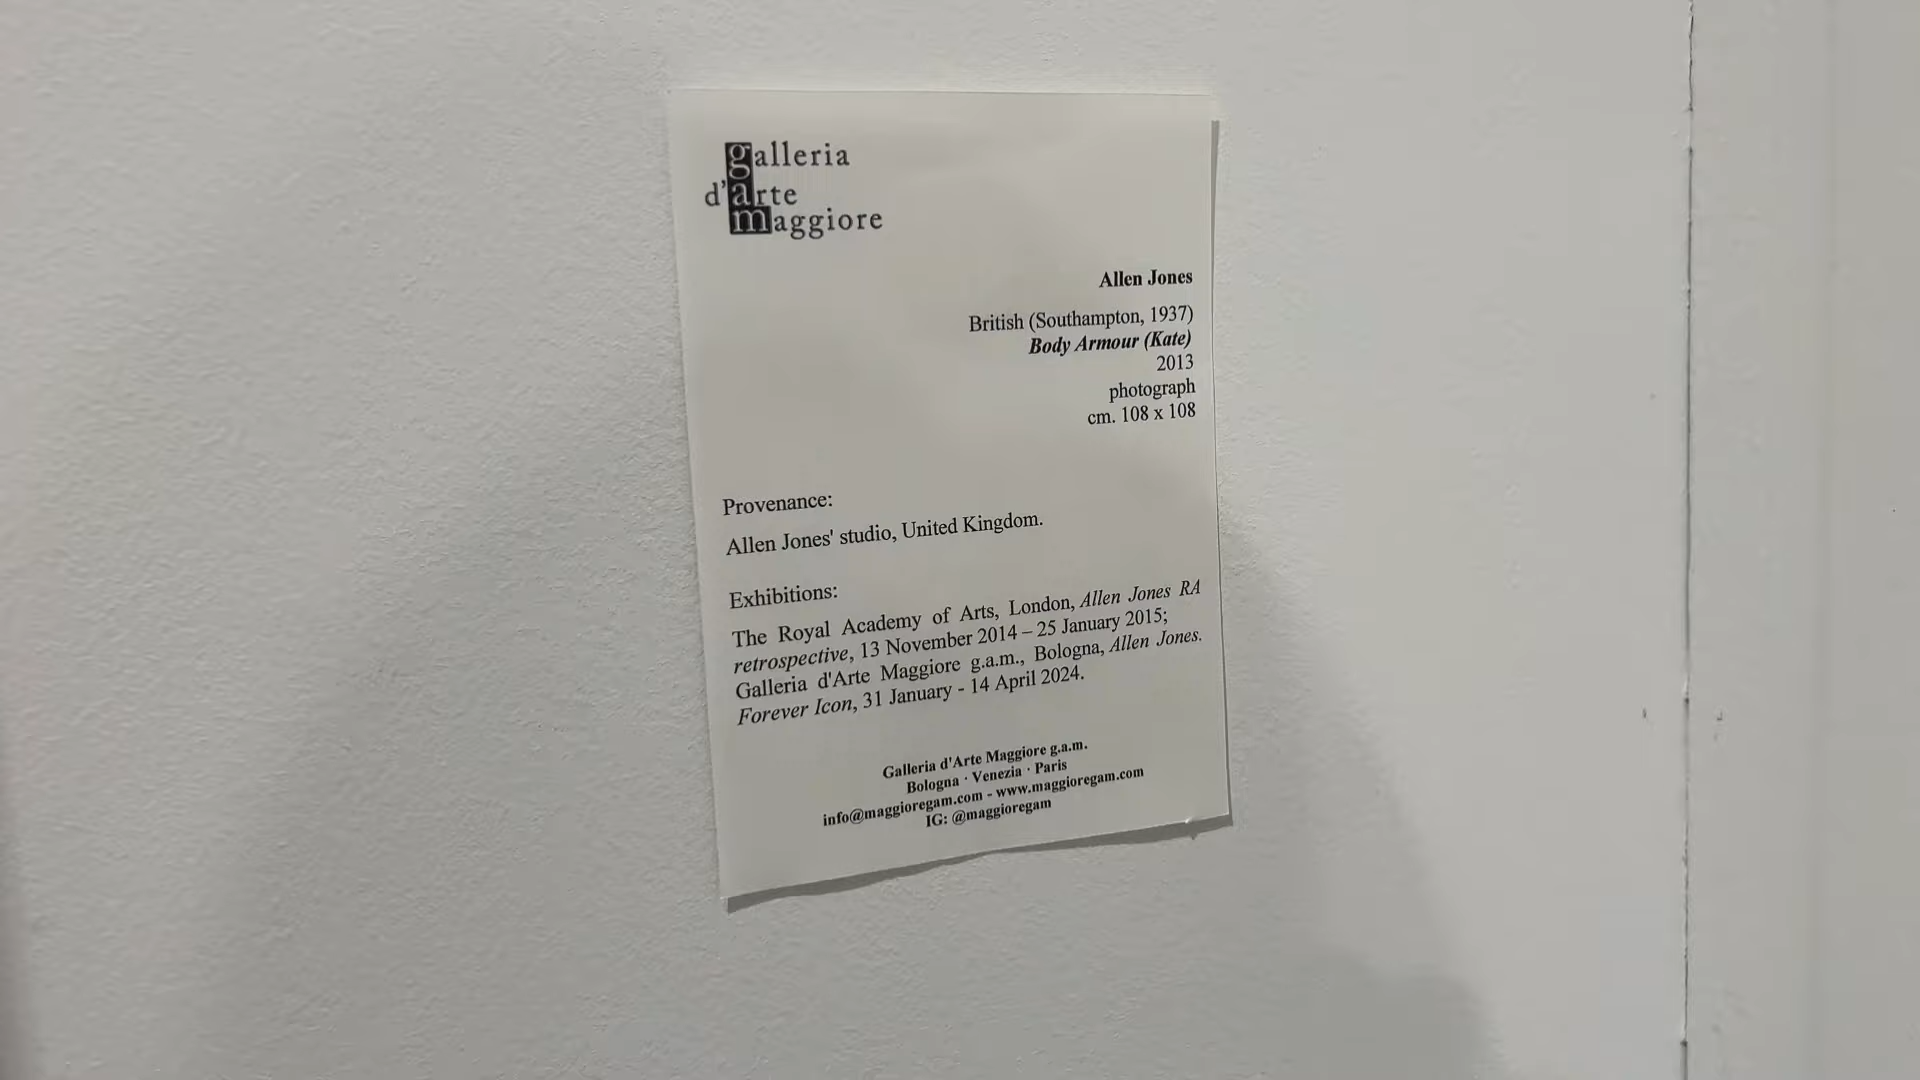 galleria
d'arte
maggiore
Allen Jones
British (Southampton, 1937)
Body Armour (Kate)
2013
photograph
cm. 108 x 108
Provenance:
Allen Jones' studio, United Kingdom.
Exhibitions:
The Royal Academy of Arts, London, Allen Jones RA
retrospective, 13 November 2014 – 25 January 2015;
Galleria d'Arte Maggiore g.a.m., Bologna, Allen Jones.
Forever Icon, 31 January - 14 April 2024.
Galleria d'Arte Maggiore g.a.m.
Bologna · Venezia · Paris
info@maggioregam.com - www.maggioregam.com
IG: @maggioregam